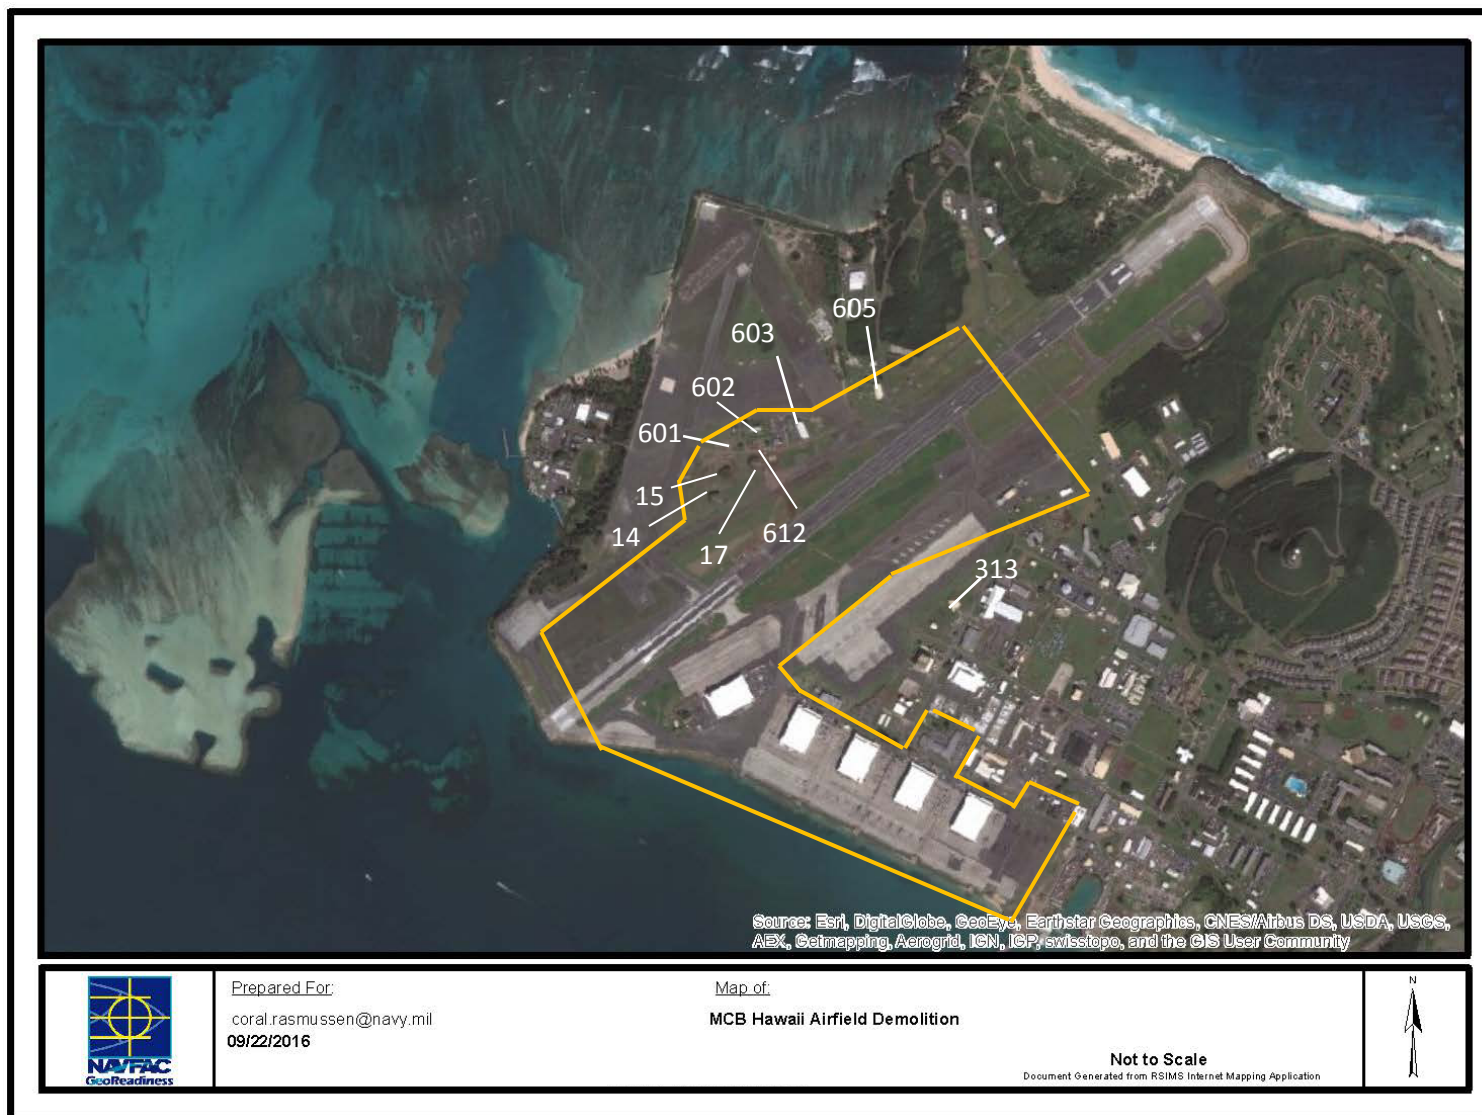 605
603
602
601
15
14
17
612
313
Source: Esri, DigitalGlobe, GeoEye, Earthstar Geographics, CNES/Airbus DS, USDA, USGS,
AEX, Getmapping, Aerogrid, IGN, IGP, swisstopo, and the GIS User Community
NAVFAC
GeoReadiness
Prepared For:
coral.rasmussen@navy.mil
09/22/2016
Map of:
MCB Hawaii Airfield Demolition
Not to Scale
Document Generated from RSIMS Internet Mapping Application
N